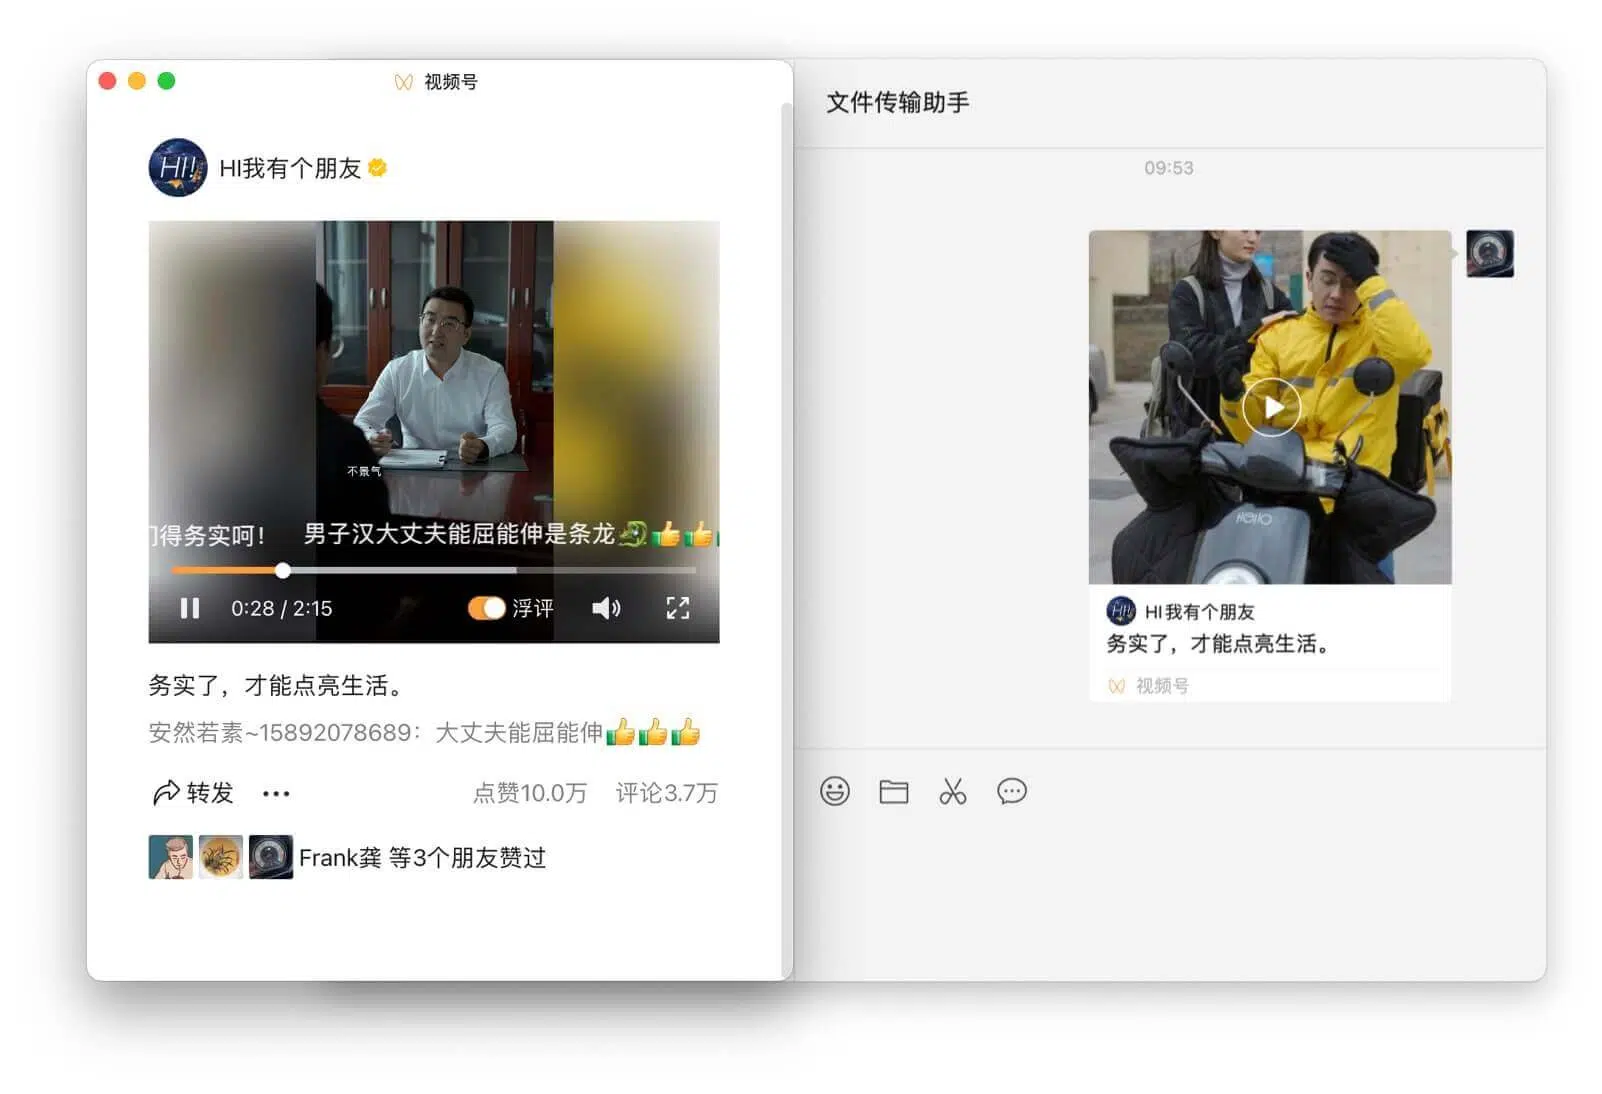 视频号
HI!
HI我有个朋友
不景气
得务实呵！ 男子汉大丈夫能屈能伸是条龙🐉👍👍
0:28 / 2:15 浮评
务实了，才能点亮生活。
安然若素~15892078689：大丈夫能屈能伸👍👍👍
转发 ••• 点赞10.0万 评论3.7万
Frank龚 等3个朋友赞过
文件传输助手
09:53
Hello
HI!
HI我有个朋友
务实了，才能点亮生活。
视频号